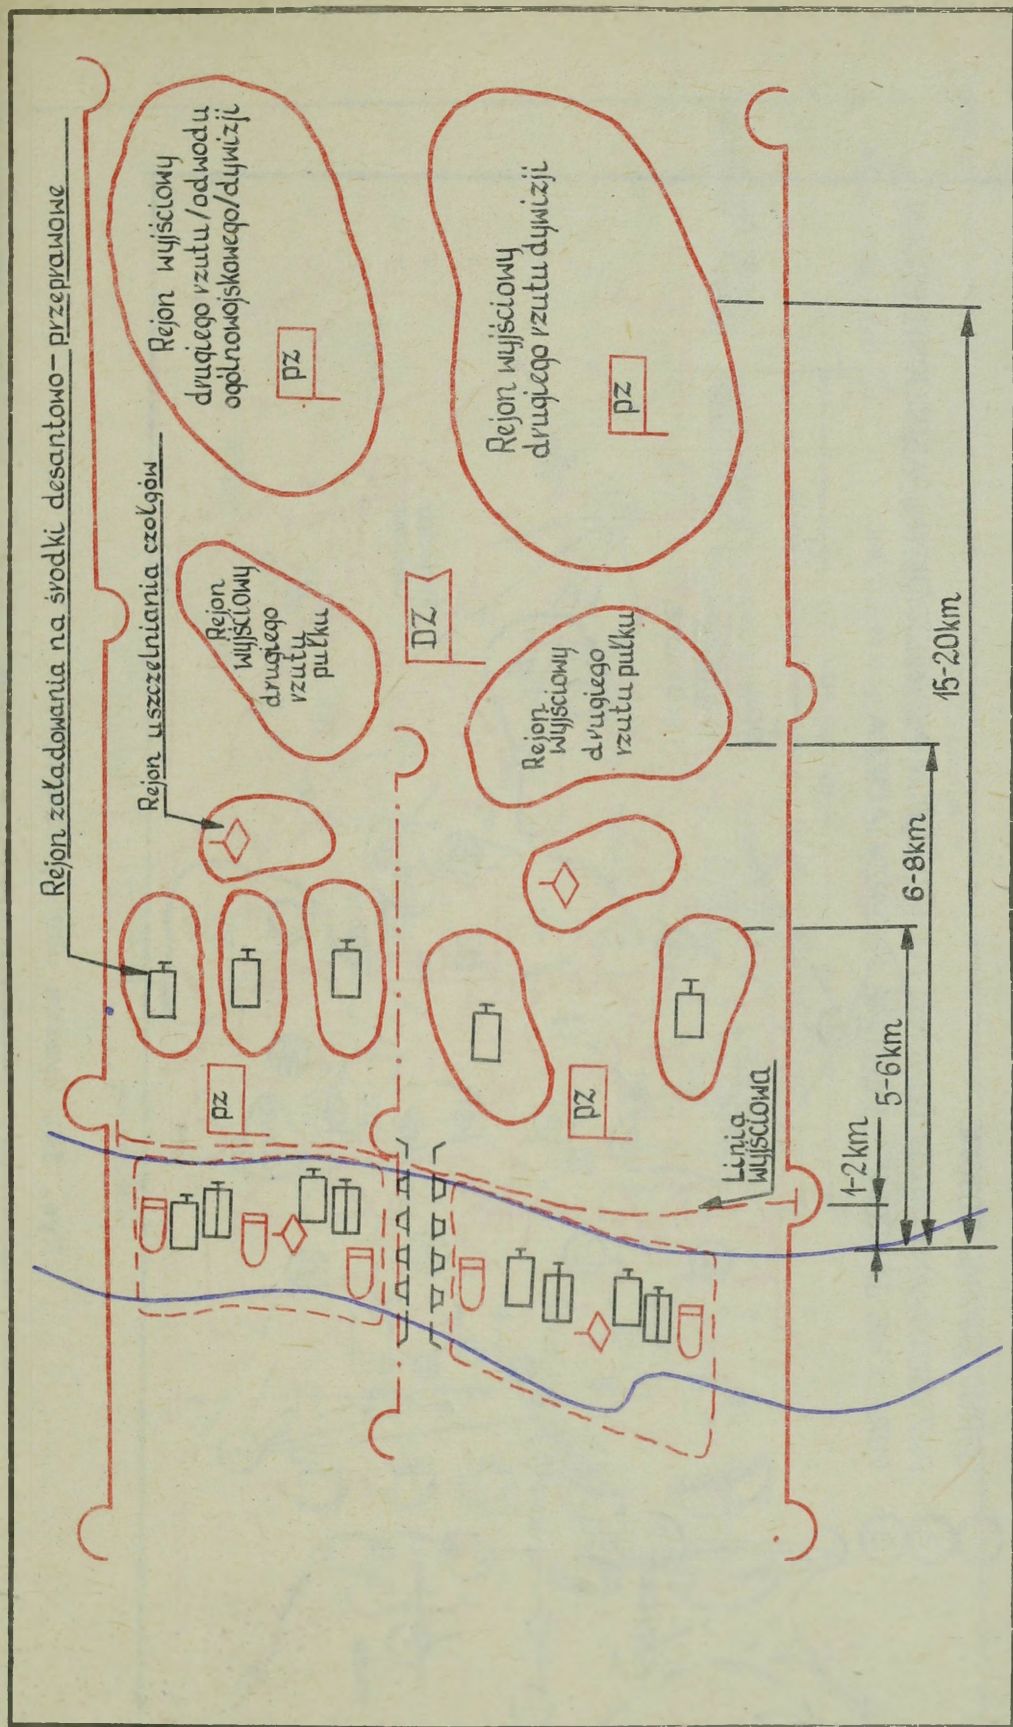 Rejon załadowania na środki desantowo-przeprawowe
Rejon uszczelniania czołgów
Rejon wyjściowy
drugiego rzutu/odwodu
ogólnowojskowego/dywizji
pz
Rejon wyjściowy
drugiego rzutu dywizji
pz
Rejon
wyjściowy
drugiego
rzutu
pułku
DZ
Rejon
wyjściowy
drugiego
rzutu pułku
pz
pz
Linia
wyjściowa
1-2km
5-6km
6-8km
15-20km